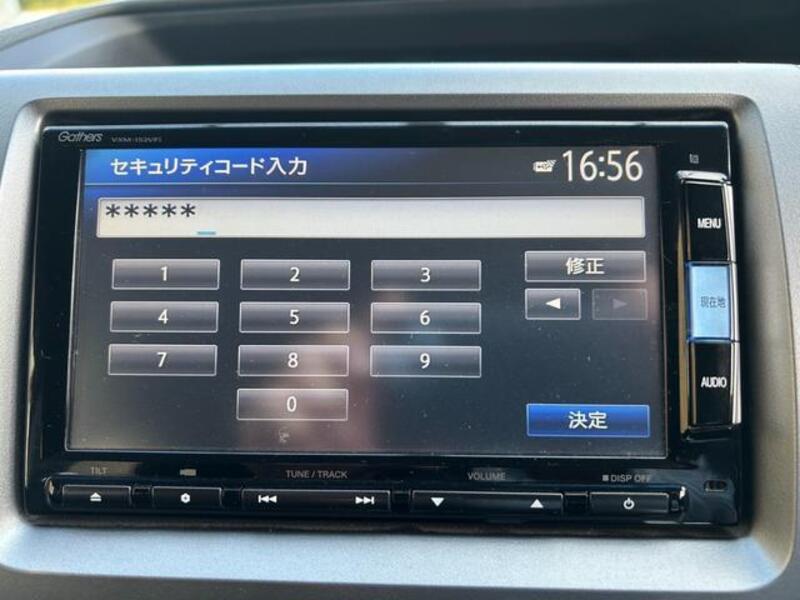 Gathers VXM-152VFi
セキュリティコード入力 16:56
*****_
1 2 3 修正
4 5 6 ◀ ▶
7 8 9
0 決定
MENU
現在地
AUDIO
TILT TUNE / TRACK VOLUME DISP OFF